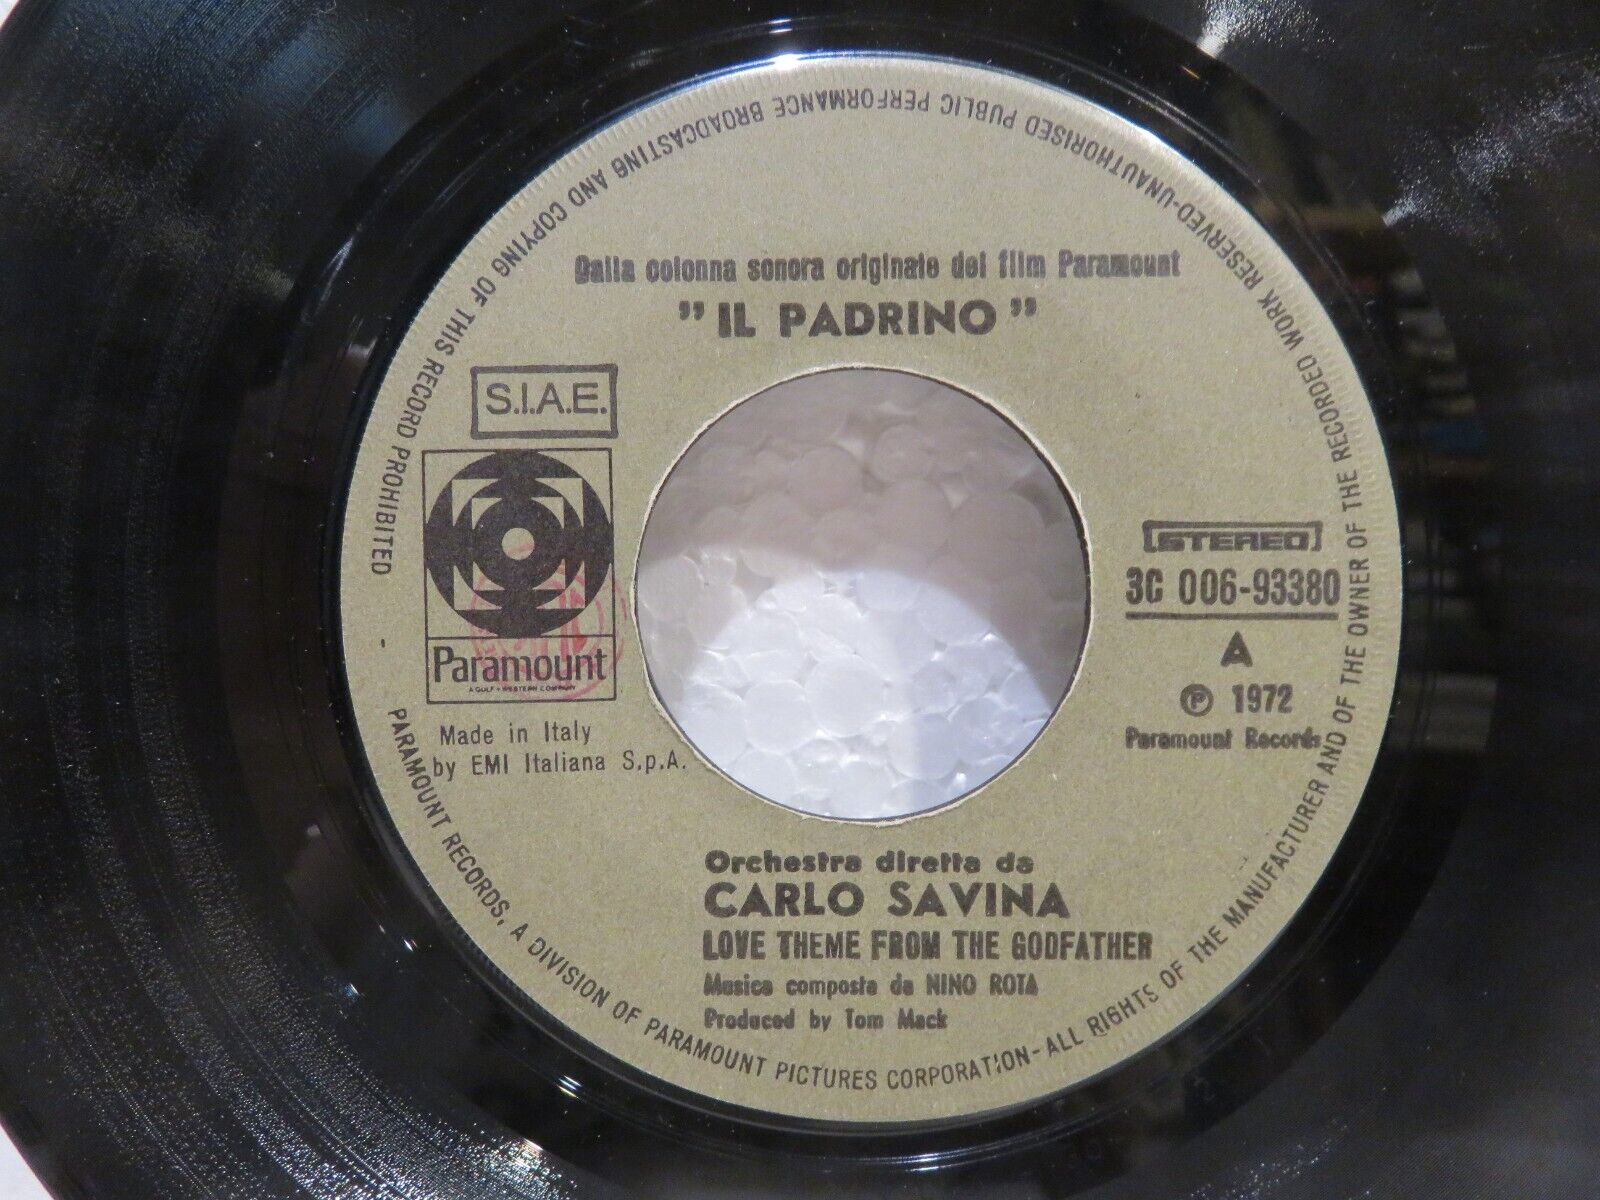 Dalla colonna sonora originale del film Paramount
"IL PADRINO"
S.I.A.E.
Paramount
A GULF + WESTERN COMPANY
Made in Italy
by EMI Italiana S.p.A.
STEREO
3C 006-93380
A
℗ 1972
Paramount Records
Orchestra diretta da
CARLO SAVINA
LOVE THEME FROM THE GODFATHER
Musica composta da NINO ROTA
Produced by Tom Mack
PARAMOUNT RECORDS, A DIVISION OF PARAMOUNT PICTURES CORPORATION-ALL RIGHTS OF THE MANUFACTURER AND OF THE OWNER OF THE RECORDED WORK RESERVED-UNAUTHORISED PUBLIC PERFORMANCE BROADCASTING AND COPYING OF THIS RECORD PROHIBITED -